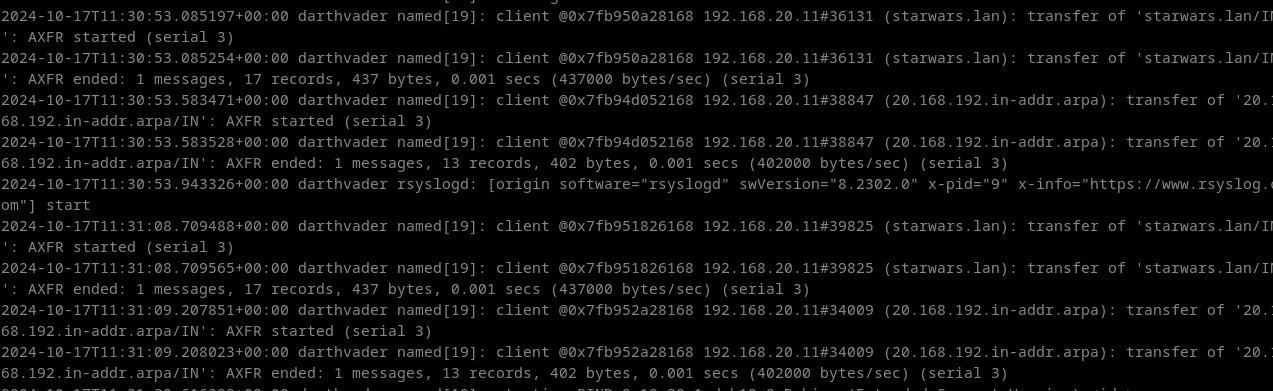 2024-10-17T11:30:53.085197+00:00 darthvader named[19]: client @0x7fb950a28168 192.168.20.11#36131 (starwars.lan): transfer of 'starwars.lan/IN
': AXFR started (serial 3)
2024-10-17T11:30:53.085254+00:00 darthvader named[19]: client @0x7fb950a28168 192.168.20.11#36131 (starwars.lan): transfer of 'starwars.lan/IN
': AXFR ended: 1 messages, 17 records, 437 bytes, 0.001 secs (437000 bytes/sec) (serial 3)
2024-10-17T11:30:53.583471+00:00 darthvader named[19]: client @0x7fb94d052168 192.168.20.11#38847 (20.168.192.in-addr.arpa): transfer of '20.1
68.192.in-addr.arpa/IN': AXFR started (serial 3)
2024-10-17T11:30:53.583528+00:00 darthvader named[19]: client @0x7fb94d052168 192.168.20.11#38847 (20.168.192.in-addr.arpa): transfer of '20.1
68.192.in-addr.arpa/IN': AXFR ended: 1 messages, 13 records, 402 bytes, 0.001 secs (402000 bytes/sec) (serial 3)
2024-10-17T11:30:53.943326+00:00 darthvader rsyslogd: [origin software="rsyslogd" swVersion="8.2302.0" x-pid="9" x-info="https://www.rsyslog.c
om"] start
2024-10-17T11:31:08.709488+00:00 darthvader named[19]: client @0x7fb951826168 192.168.20.11#39825 (starwars.lan): transfer of 'starwars.lan/IN
': AXFR started (serial 3)
2024-10-17T11:31:08.709565+00:00 darthvader named[19]: client @0x7fb951826168 192.168.20.11#39825 (starwars.lan): transfer of 'starwars.lan/IN
': AXFR ended: 1 messages, 17 records, 437 bytes, 0.001 secs (437000 bytes/sec) (serial 3)
2024-10-17T11:31:09.207851+00:00 darthvader named[19]: client @0x7fb952a28168 192.168.20.11#34009 (20.168.192.in-addr.arpa): transfer of '20.1
68.192.in-addr.arpa/IN': AXFR started (serial 3)
2024-10-17T11:31:09.208023+00:00 darthvader named[19]: client @0x7fb952a28168 192.168.20.11#34009 (20.168.192.in-addr.arpa): transfer of '20.1
68.192.in-addr.arpa/IN': AXFR ended: 1 messages, 13 records, 402 bytes, 0.001 secs (402000 bytes/sec) (serial 3)